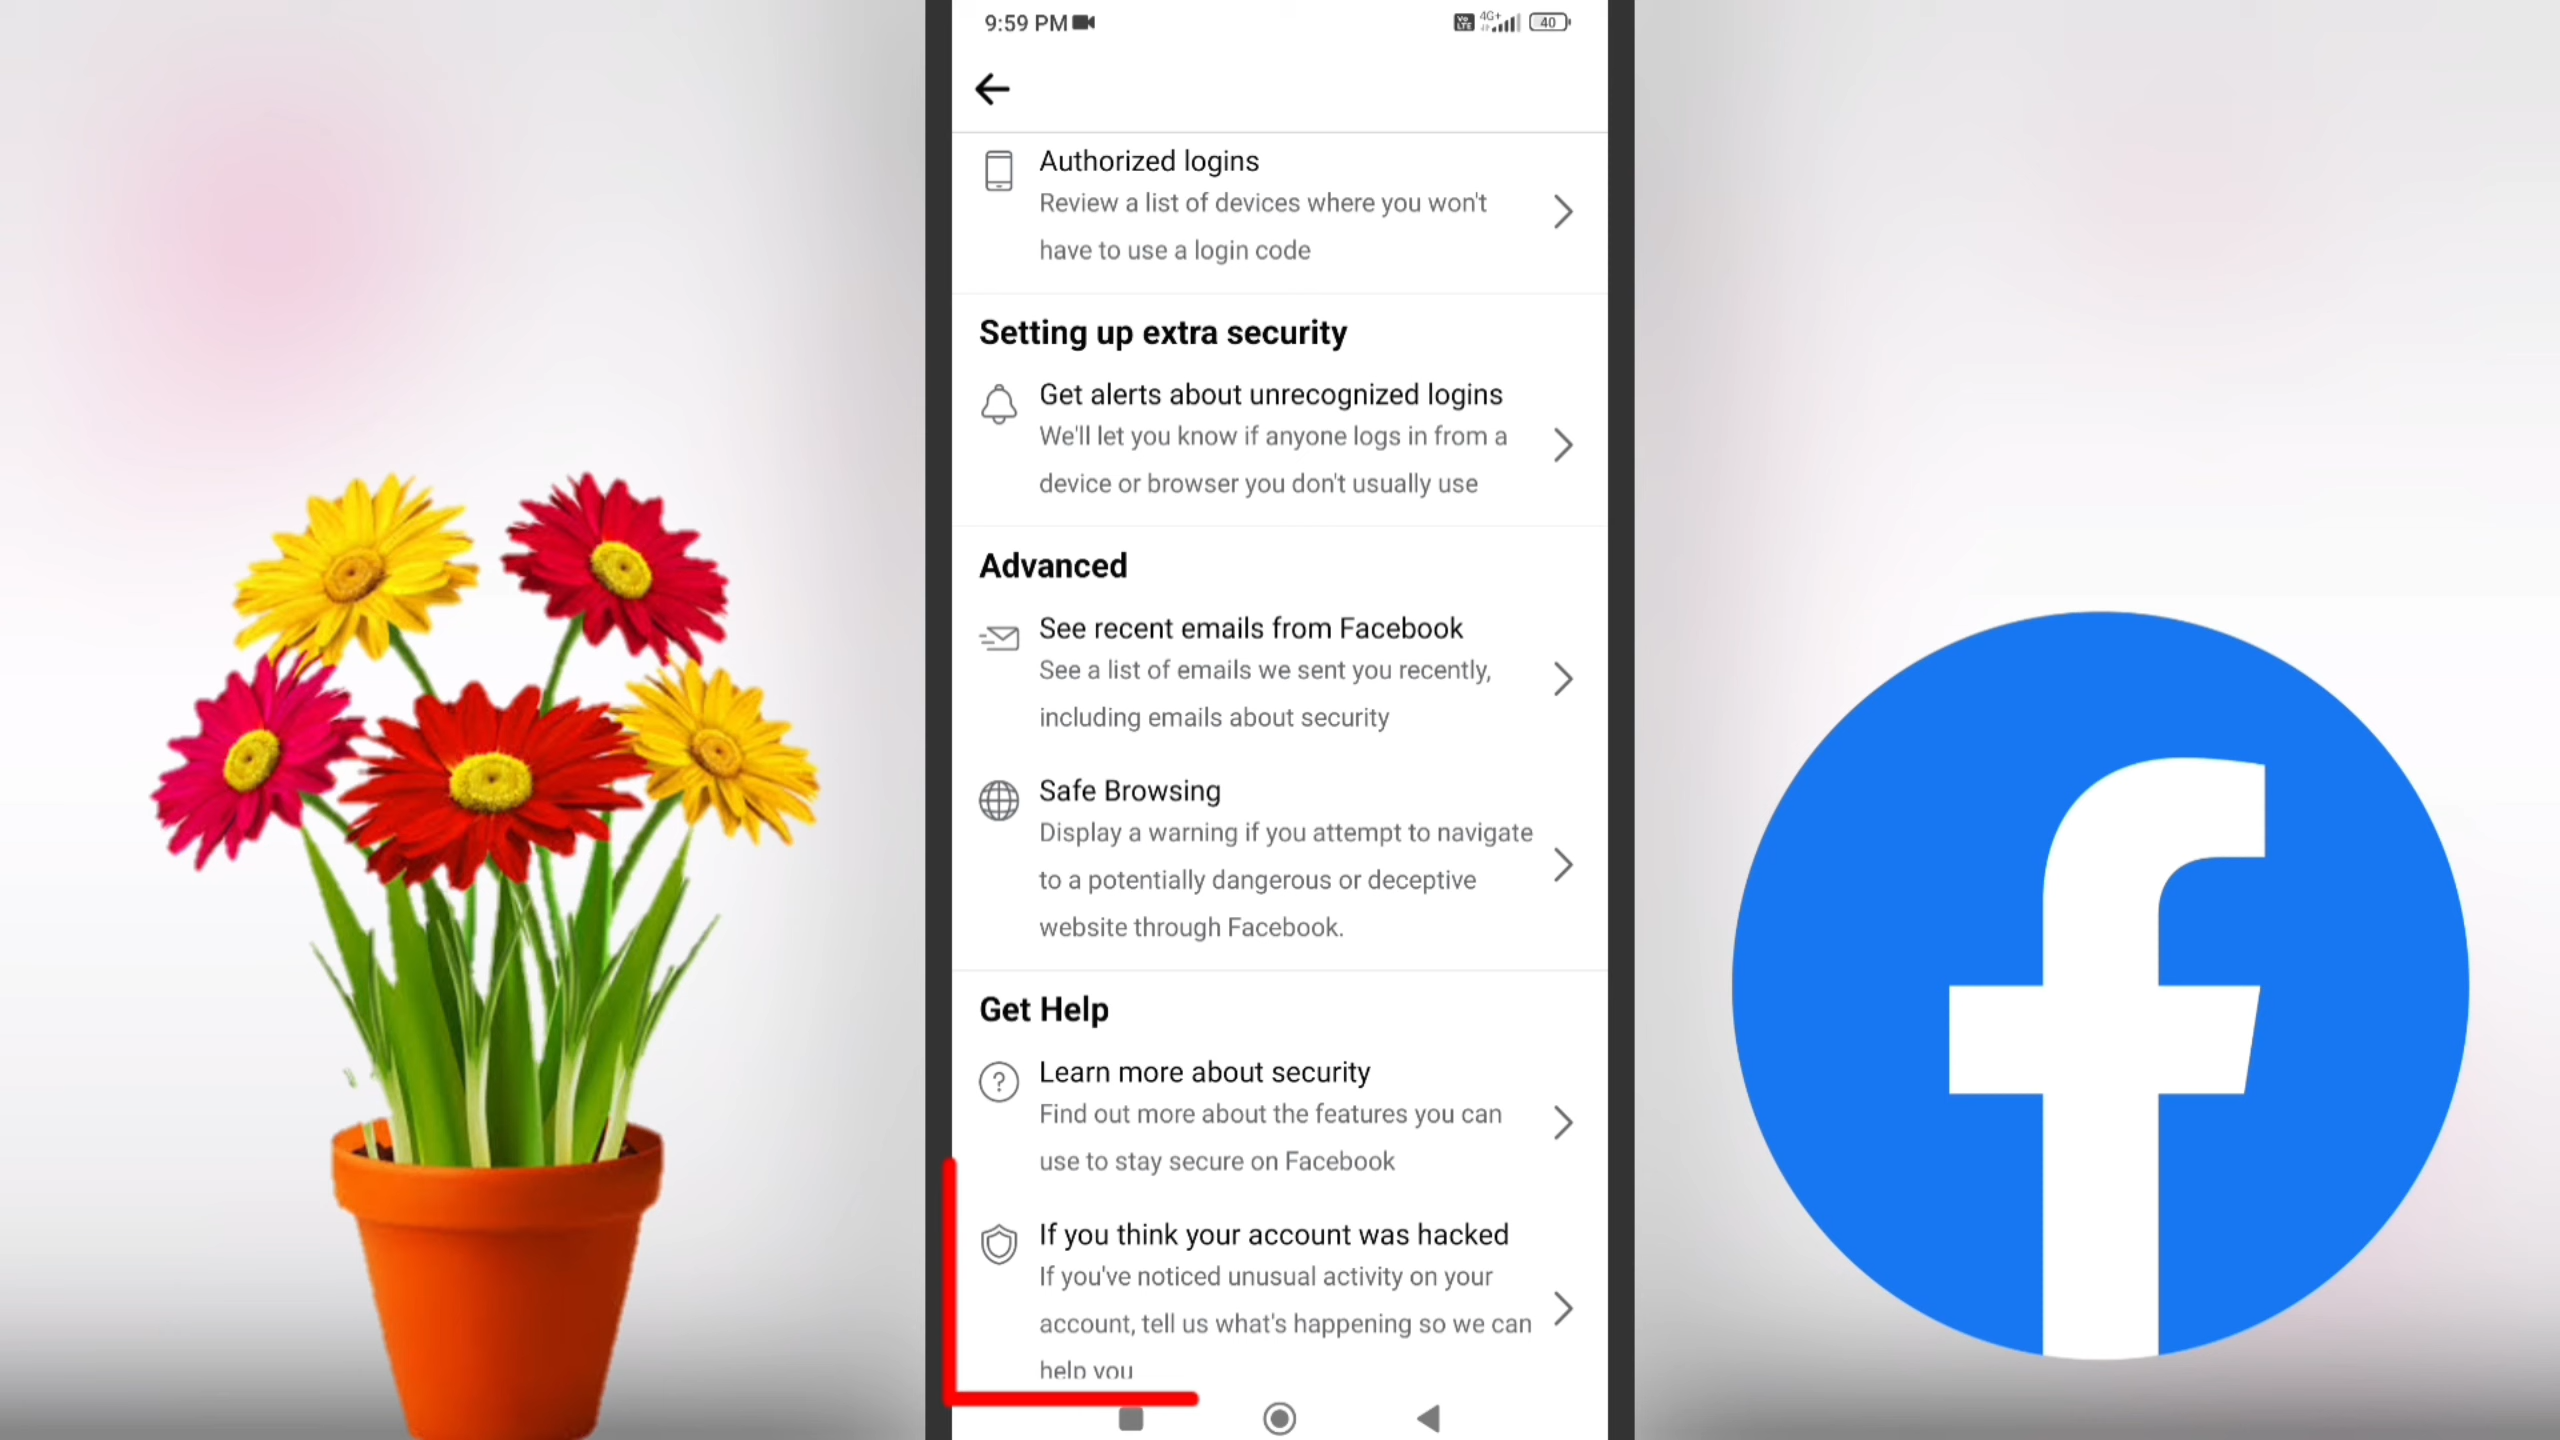 9:59 PM
Vo LTE 4G+ 40
Authorized logins
Review a list of devices where you won't
have to use a login code
Setting up extra security
Get alerts about unrecognized logins
We'll let you know if anyone logs in from a
device or browser you don't usually use
Advanced
See recent emails from Facebook
See a list of emails we sent you recently,
including emails about security
Safe Browsing
Display a warning if you attempt to navigate
to a potentially dangerous or deceptive
website through Facebook.
Get Help
Learn more about security
Find out more about the features you can
use to stay secure on Facebook
If you think your account was hacked
If you've noticed unusual activity on your
account, tell us what's happening so we can
help you